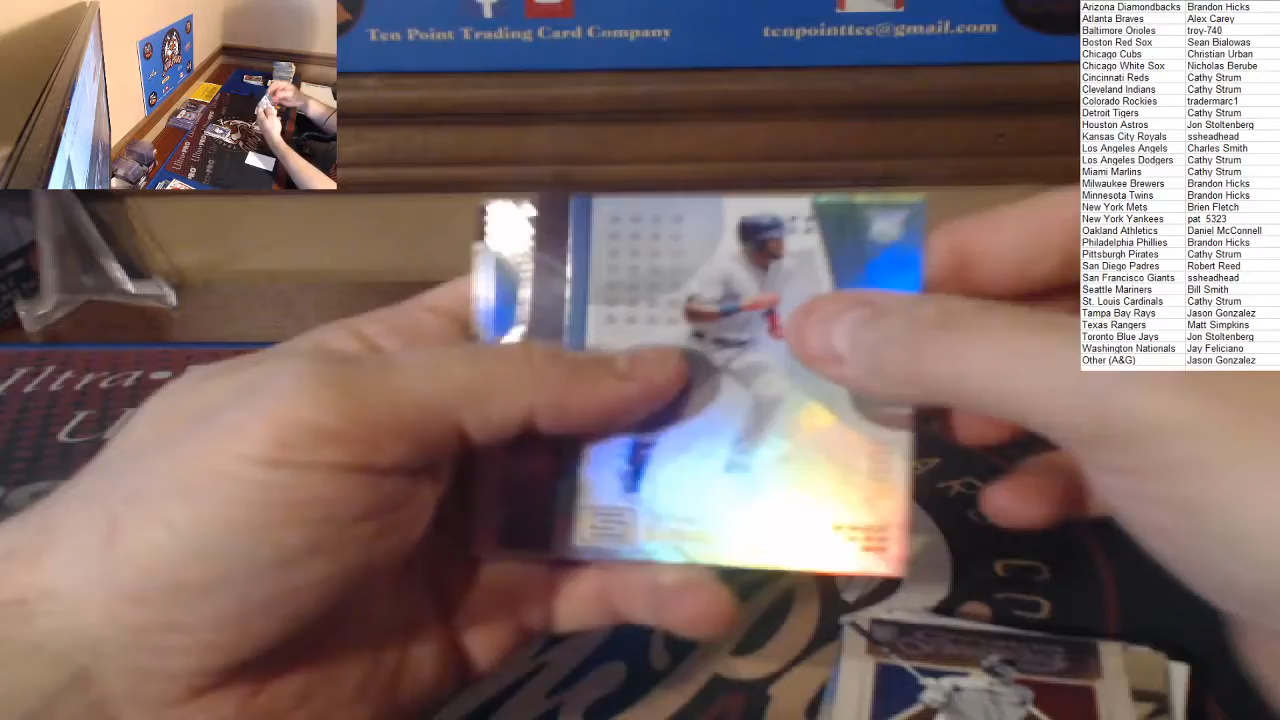 Ten Point Trading Card Company
tenpointtcc@gmail.com
Arizona Diamondbacks Brandon Hicks
Atlanta Braves Alex Carey
Baltimore Orioles troy-740
Boston Red Sox Sean Bialowas
Chicago Cubs Christian Urban
Chicago White Sox Nicholas Berube
Cincinnati Reds Cathy Strum
Cleveland Indians Cathy Strum
Colorado Rockies tradermarc1
Detroit Tigers Cathy Strum
Houston Astros Jon Stoltenberg
Kansas City Royals ssheadhead
Los Angeles Angels Charles Smith
Los Angeles Dodgers Cathy Strum
Miami Marlins Cathy Strum
Milwaukee Brewers Brandon Hicks
Minnesota Twins Brandon Hicks
New York Mets Brien Fletch
New York Yankees pat_5323
Oakland Athletics Daniel McConnell
Philadelphia Phillies Brandon Hicks
Pittsburgh Pirates Cathy Strum
San Diego Padres Robert Reed
San Francisco Giants ssheadhead
Seattle Mariners Bill Smith
St. Louis Cardinals Cathy Strum
Tampa Bay Rays Jason Gonzalez
Texas Rangers Matt Simpkins
Toronto Blue Jays Jon Stoltenberg
Washington Nationals Jay Feliciano
Other (A&G) Jason Gonzalez
Ultra